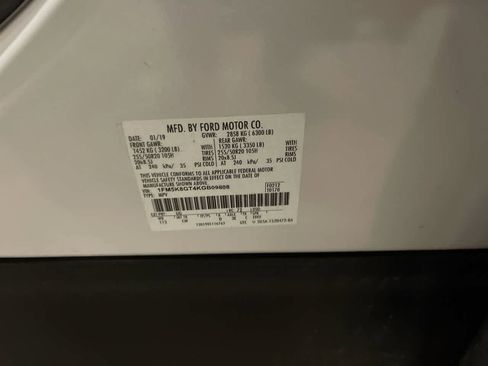 MFD. BY FORD MOTOR CO.
DATE: 01/19 GVWR: 2858 KG (6300 LB)
FRONT GAWR: REAR GAWR:
1452 KG (3200 LB) WITH 1520 KG (3350 LB) WITH
255/50R20 105H TIRES 255/50R20 105H TIRES
20x8.5J RIMS 20x8.5J RIMS
AT 240 kPa/ 35 PSI COLD AT 240 kPa/ 35 PSI COLD
THIS VEHICLE CONFORMS TO ALL APPLICABLE FEDERAL MOTOR
VEHICLE SAFETY STANDARDS IN EFFECT ON THE DATE OF
MANUFACTURE SHOWN ABOVE.
VIN: 1FM5K8GT4KGB09808 F0212
TYPE: MPV T0170